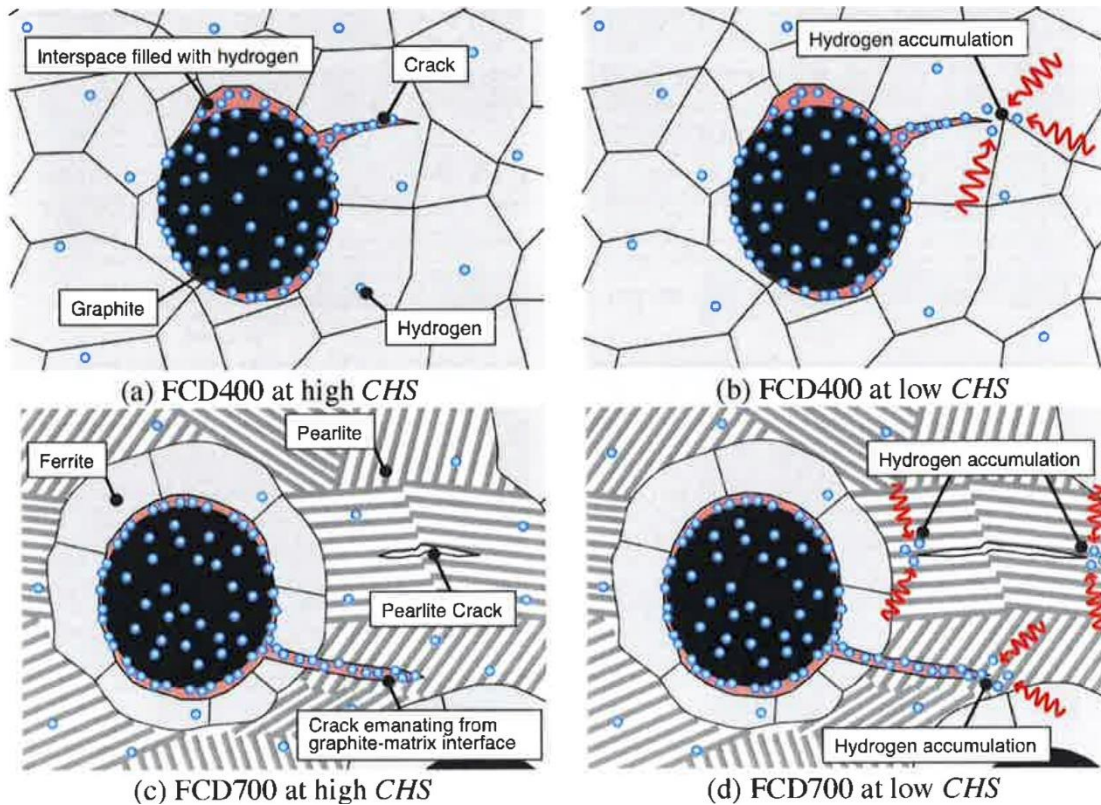 Interspace filled with hydrogen
Crack
Graphite
Hydrogen
(a) FCD400 at high CHS
Hydrogen accumulation
(b) FCD400 at low CHS
Ferrite
Pearlite
Pearlite Crack
Crack emanating from
graphite-matrix interface
(c) FCD700 at high CHS
Hydrogen accumulation
Hydrogen accumulation
(d) FCD700 at low CHS